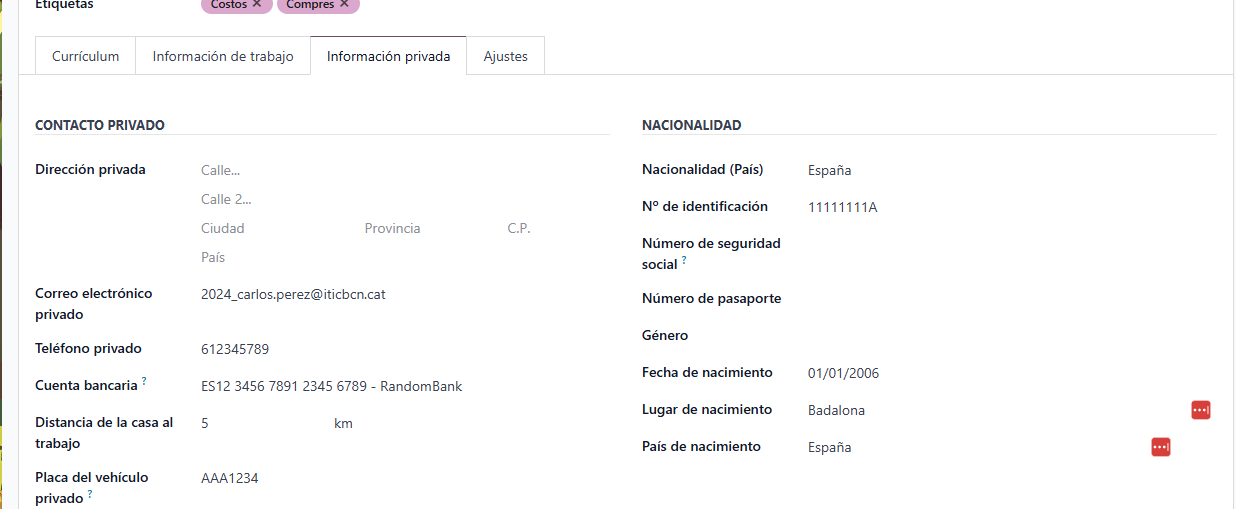 Etiquetas
Costos ×
Compres ×
Currículum
Información de trabajo
Información privada
Ajustes
CONTACTO PRIVADO
Dirección privada
Calle...
Calle 2...
Ciudad
Provincia
C.P.
País
Correo electrónico
privado
2024_carlos.perez@iticbcn.cat
Teléfono privado
612345789
Cuenta bancaria ?
ES12 3456 7891 2345 6789 - RandomBank
Distancia de la casa al
trabajo
5
km
Placa del vehículo
privado ?
AAA1234
NACIONALIDAD
Nacionalidad (País)
España
Nº de identificación
11111111A
Número de seguridad
social ?
Número de pasaporte
Género
Fecha de nacimiento
01/01/2006
Lugar de nacimiento
Badalona
País de nacimiento
España